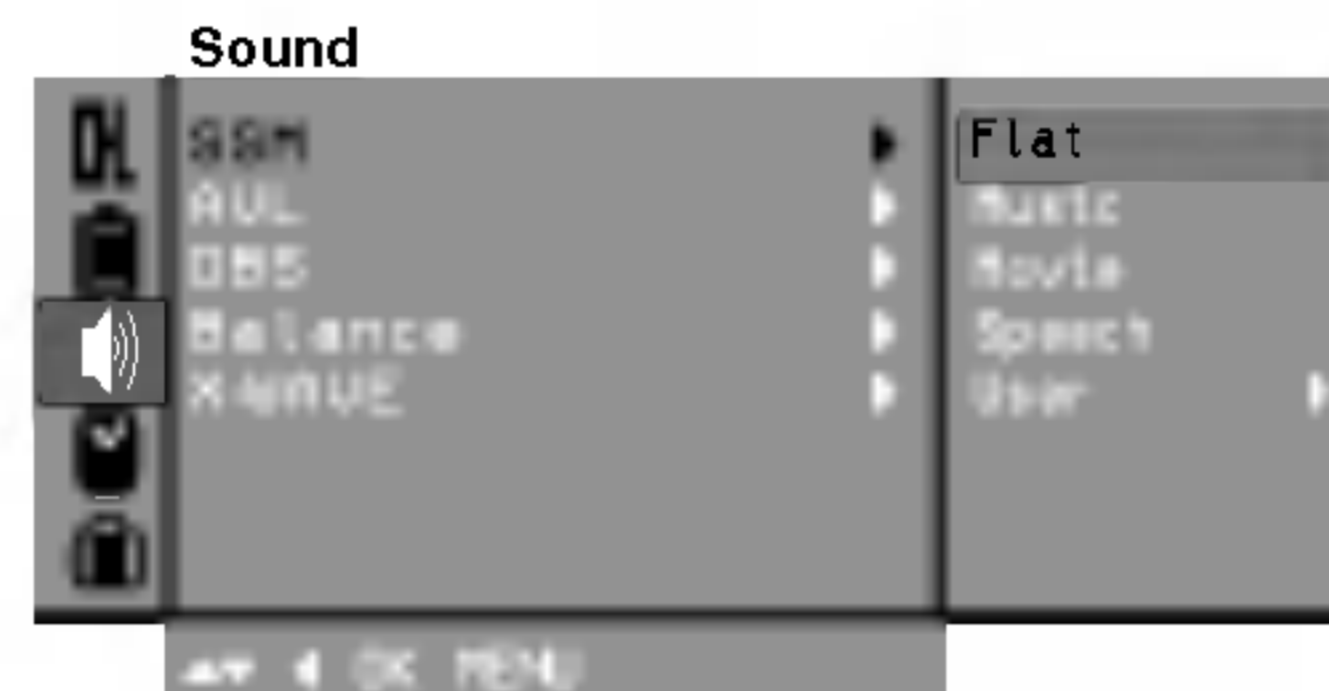 Sound
SSM
AVL
DBS
Balance
X-WAVE
Flat
Music
Movie
Speech
User
OK MENU